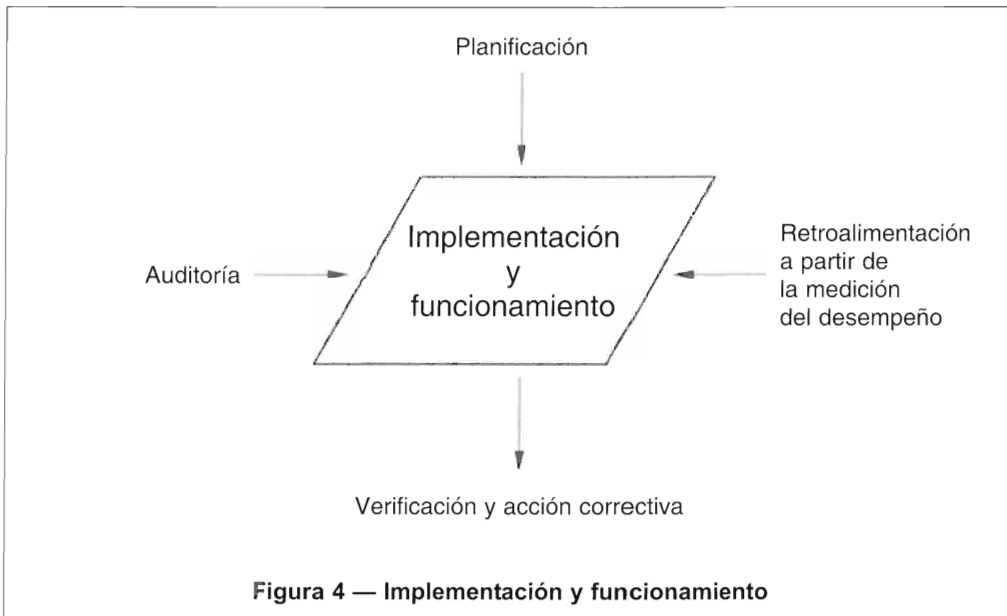 Planificación
Implementación
y
funcionamiento
Auditoría
Retroalimentación
a partir de
la medición
del desempeño
Verificación y acción correctiva
Figura 4 — Implementación y funcionamiento